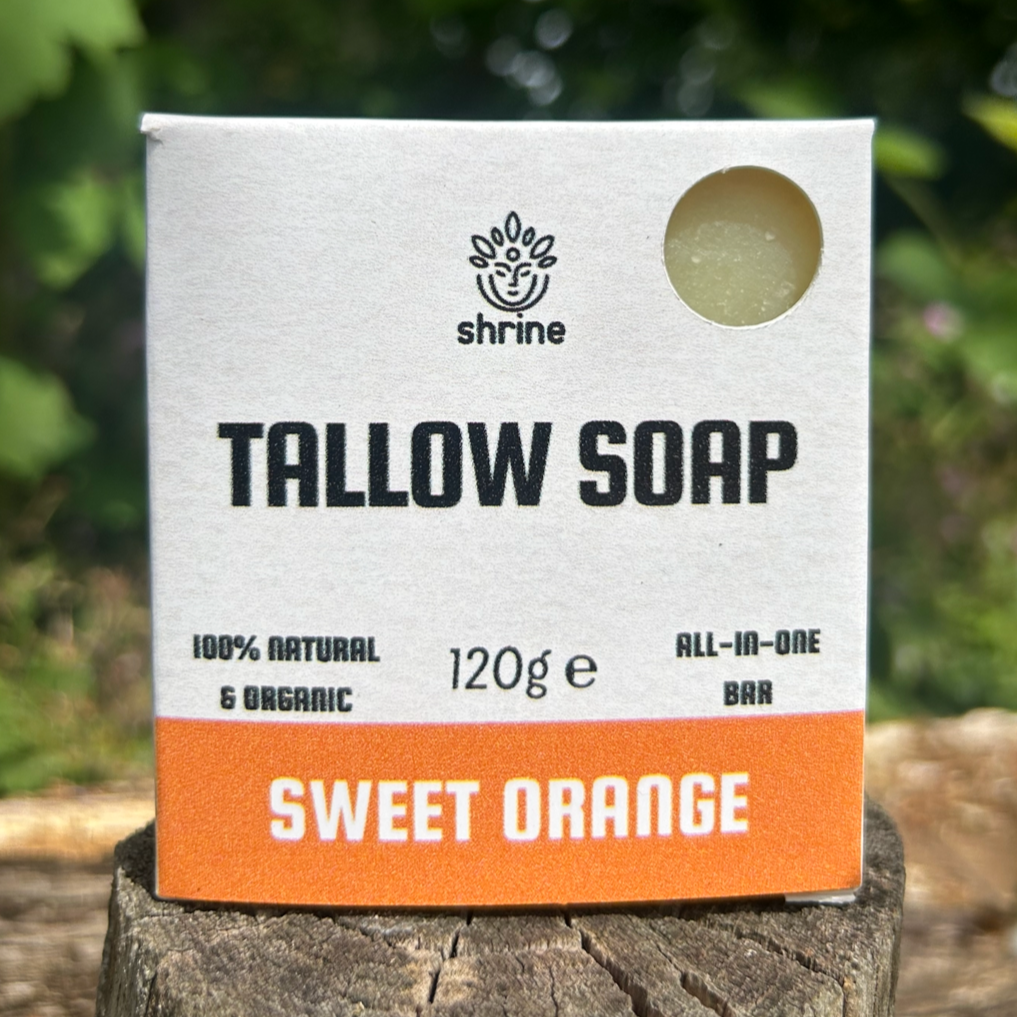 shrine
TALLOW SOAP
100% NATURAL
& ORGANIC
120g e
ALL-IN-ONE
BAR
SWEET ORANGE